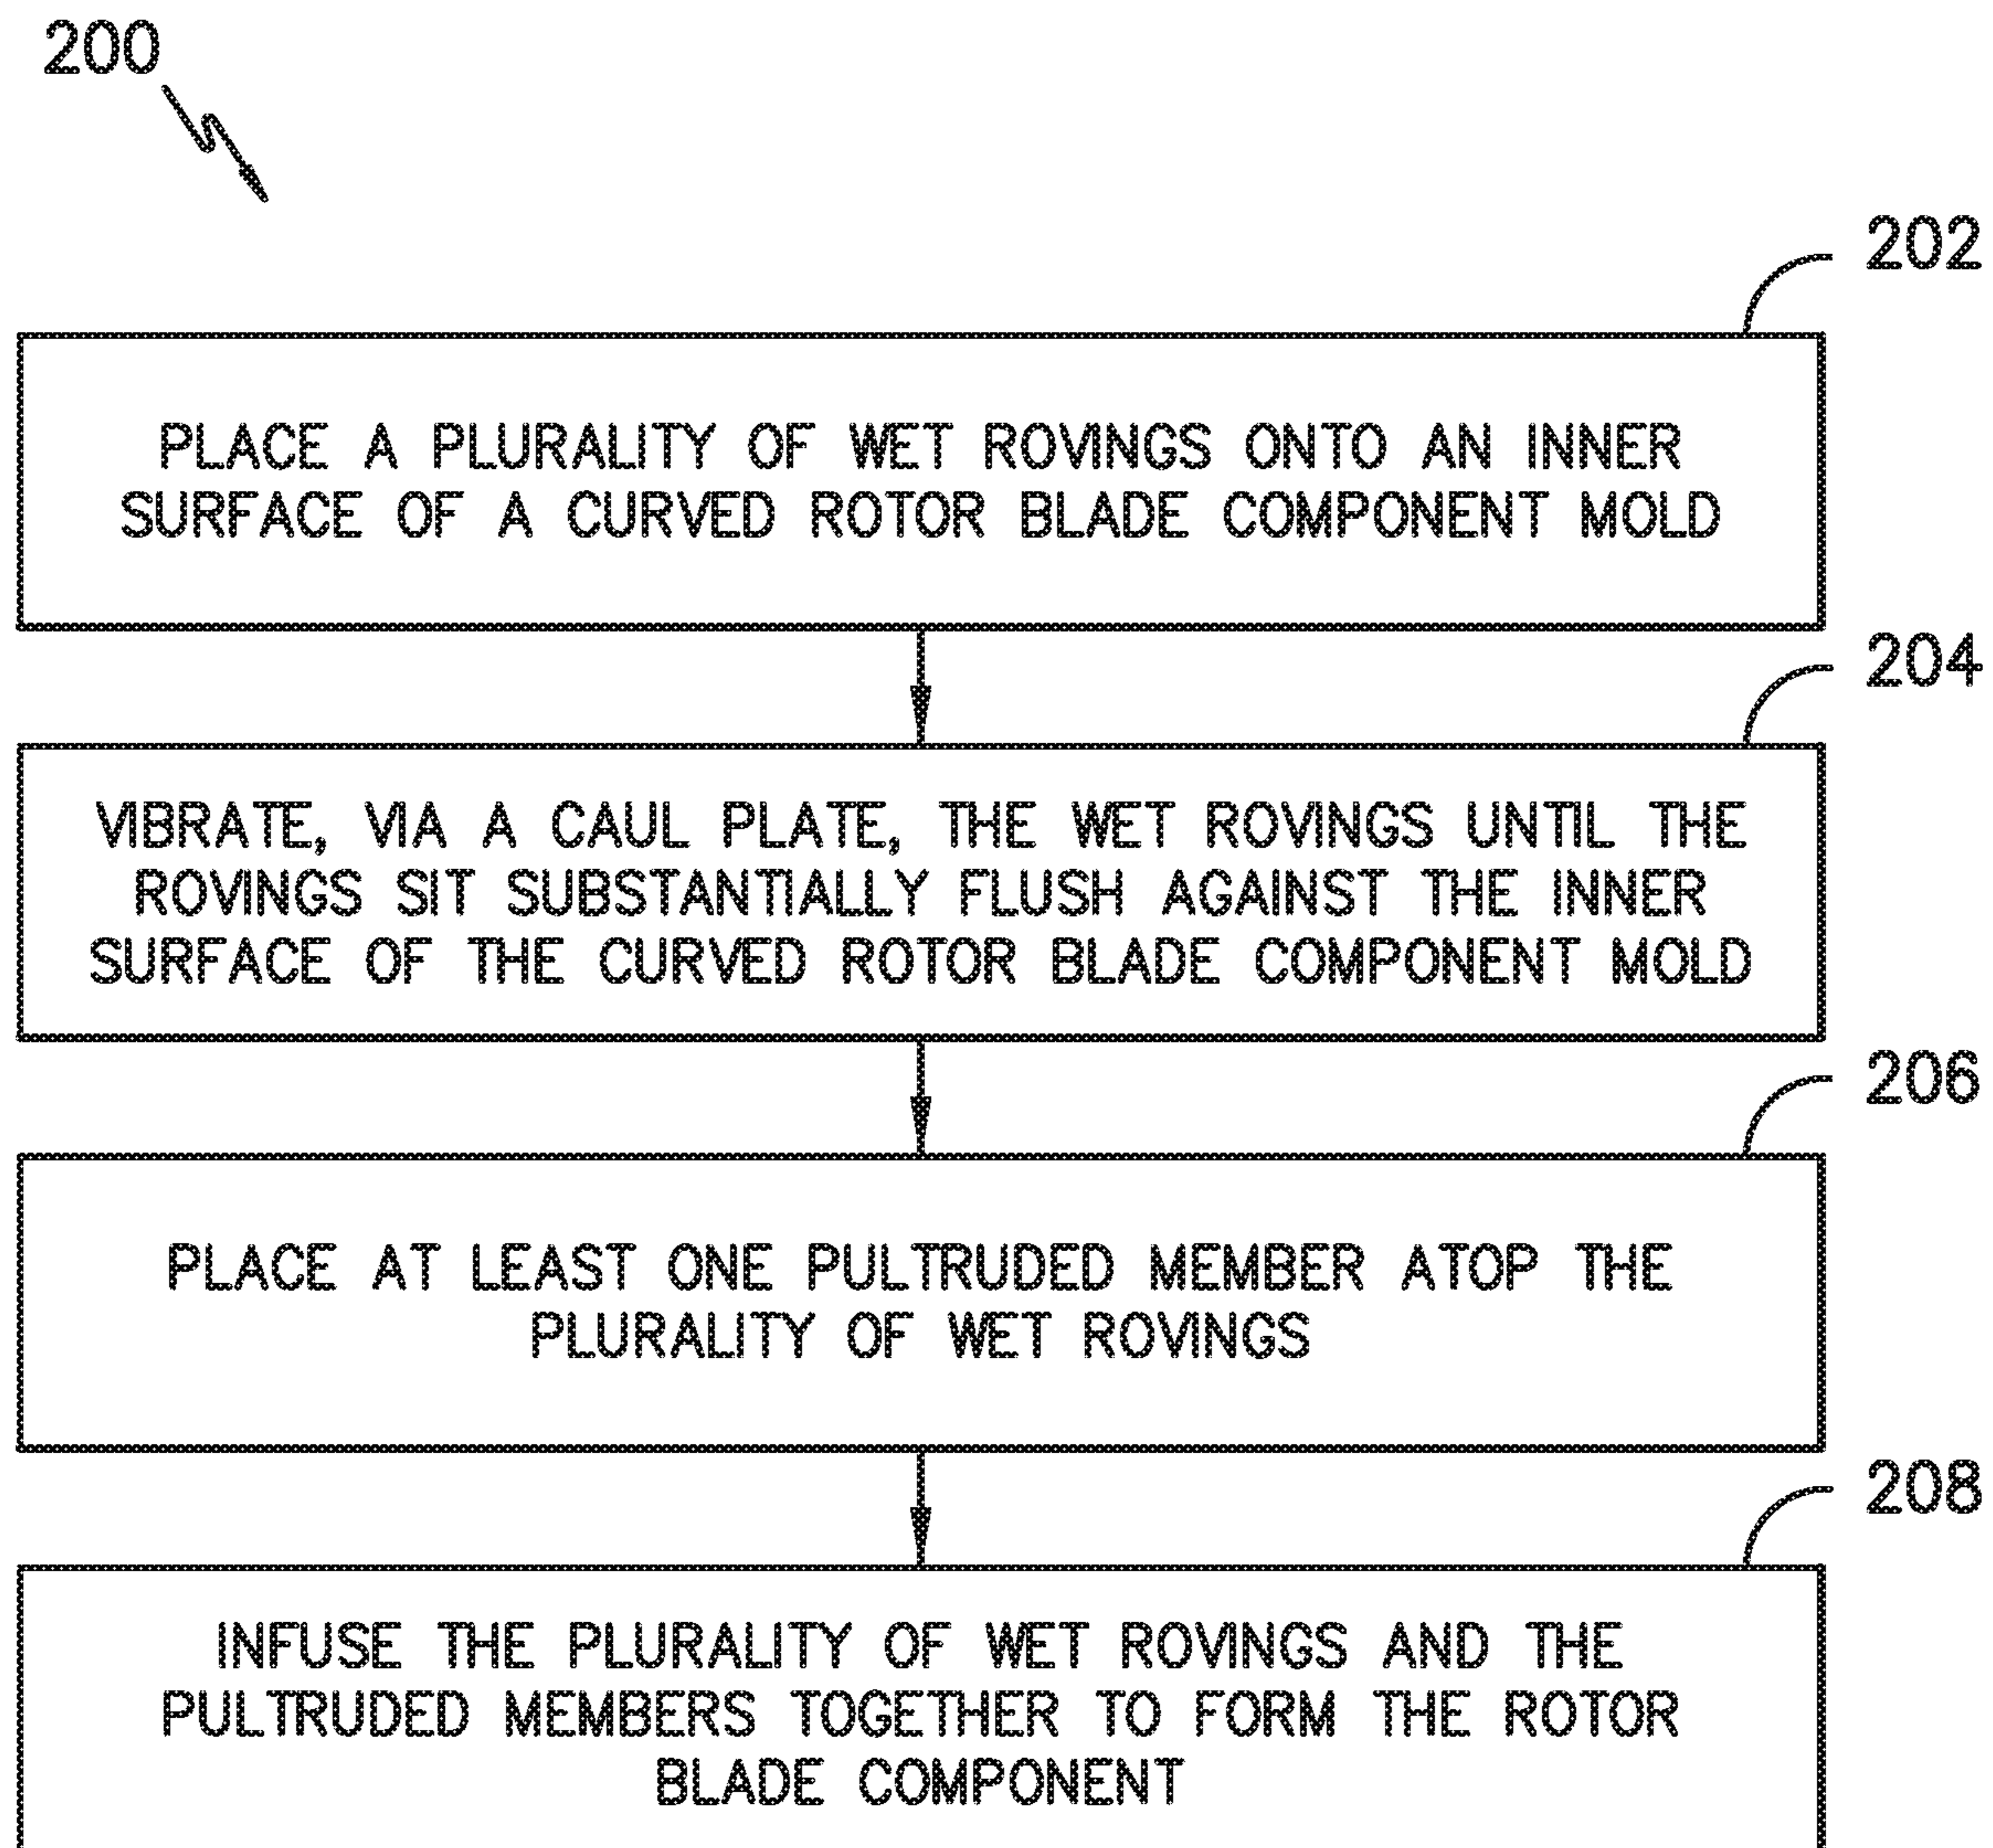 200
202
PLACE A PLURALITY OF WET ROVINGS ONTO AN INNER
SURFACE OF A CURVED ROTOR BLADE COMPONENT MOLD
204
VIBRATE, VIA A CAUL PLATE, THE WET ROVINGS UNTIL THE
ROVINGS SIT SUBSTANTIALLY FLUSH AGAINST THE INNER
SURFACE OF THE CURVED ROTOR BLADE COMPONENT MOLD
206
PLACE AT LEAST ONE PULTRUDED MEMBER ATOP THE
PLURALITY OF WET ROVINGS
208
INFUSE THE PLURALITY OF WET ROVINGS AND THE
PULTRUDED MEMBERS TOGETHER TO FORM THE ROTOR
BLADE COMPONENT